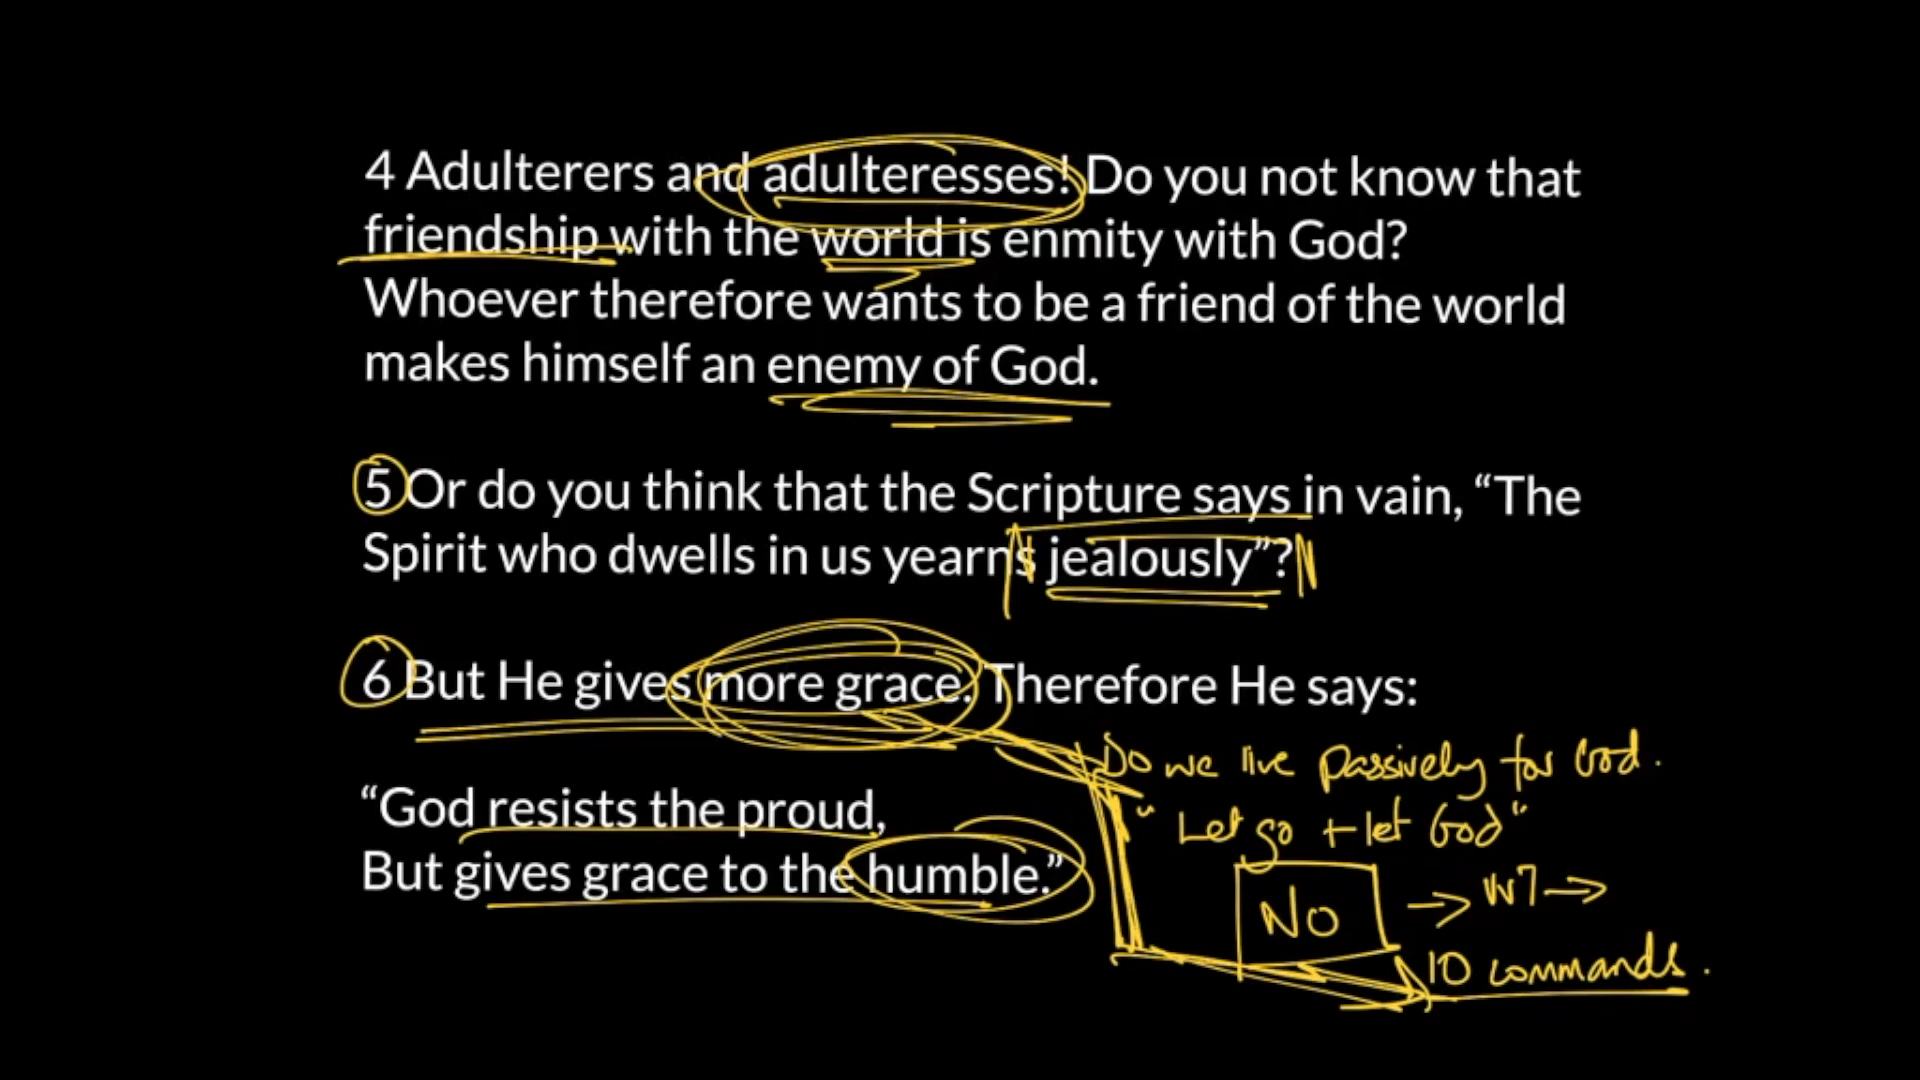 4 Adulterers and adulteresses! Do you not know that
friendship with the world is enmity with God?
Whoever therefore wants to be a friend of the world
makes himself an enemy of God.
5 Or do you think that the Scripture says in vain, “The
Spirit who dwells in us yearns jealously”?
6 But He gives more grace. Therefore He says:
“God resists the proud,
But gives grace to the humble.”
Do we live passively for God.
"Let go + let God"
NO → V7 →
10 commands.